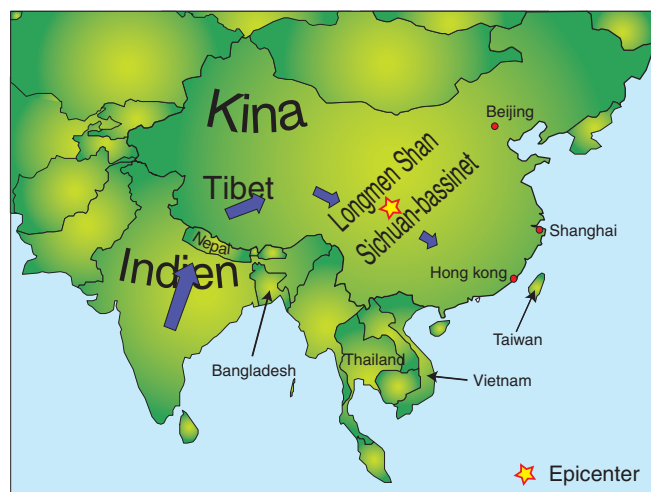 Kina
Beijing
Tibet
Longmen Shan
Sichuan-bassinet
Nepal
Shanghai
Indien
Hong kong
Taiwan
Bangladesh
Thailand
Vietnam
Epicenter